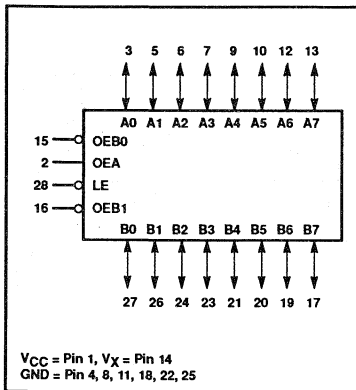 3 5 6 7 9 10 12 13
A0 A1 A2 A3 A4 A5 A6 A7
15 OEB0
2 OEA
28 LE
16 OEB1
B0 B1 B2 B3 B4 B5 B6 B7
27 26 24 23 21 20 19 17
VCC = Pin 1, VX = Pin 14
GND = Pin 4, 8, 11, 18, 22, 25